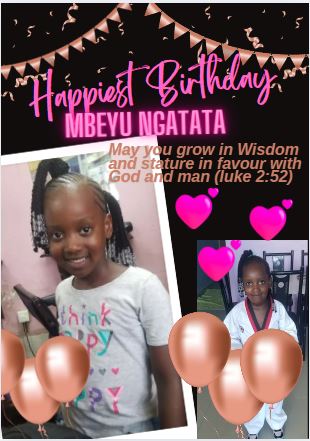 Happiest Birthday
MBEYU NGATATA
May you grow in Wisdom
and stature in favour with
God and man (luke 2:52)
think